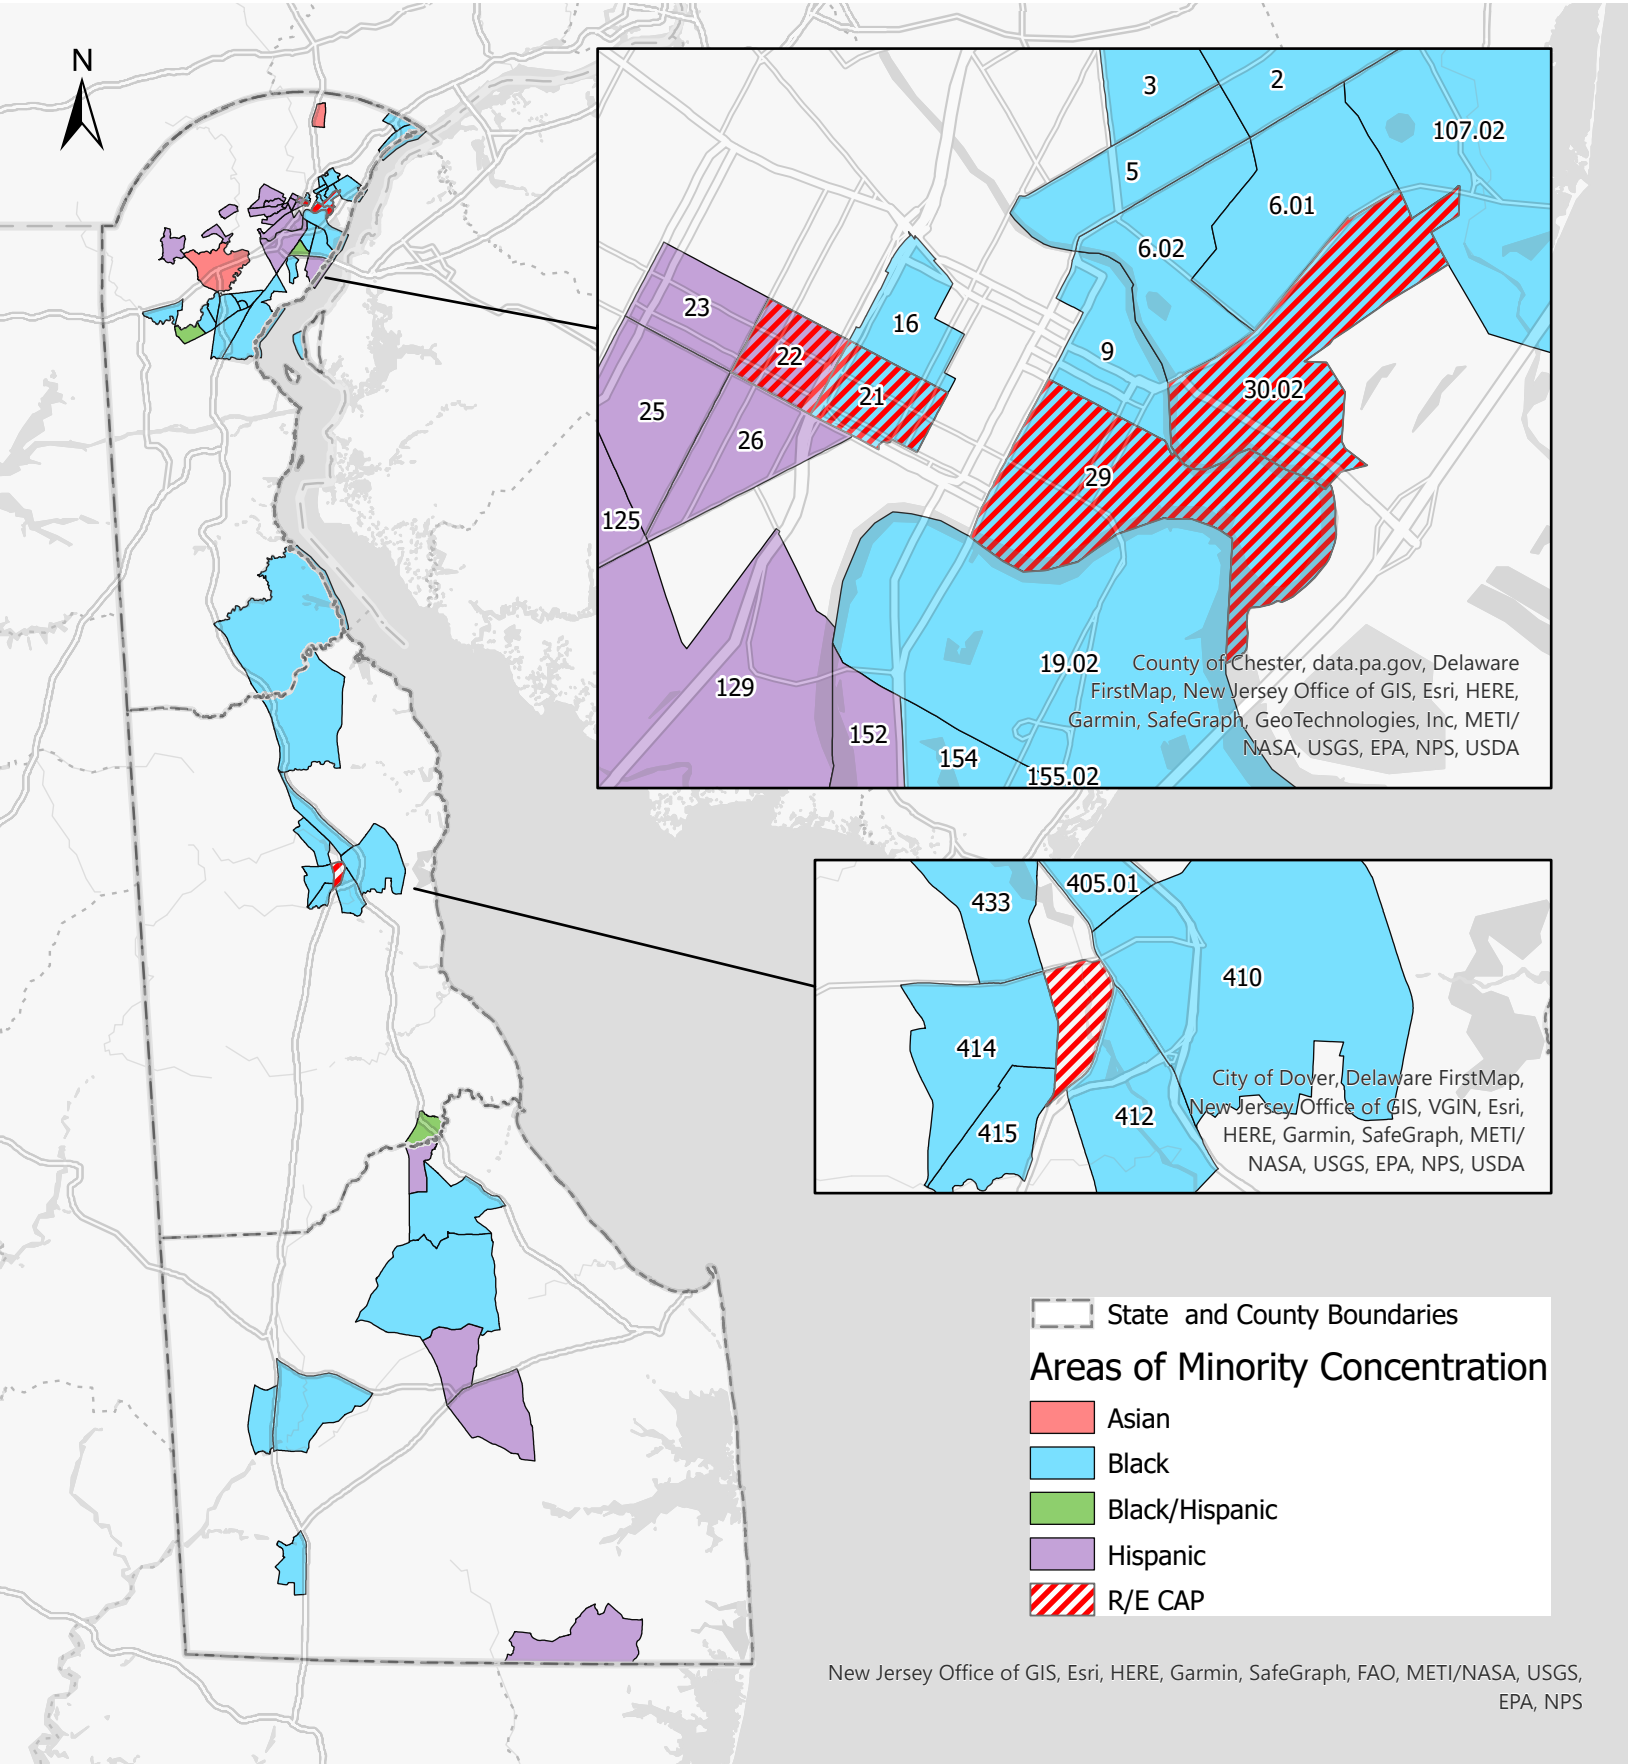 N
3
2
107.02
5
6.01
6.02
23
16
22
9
21
30.02
25
26
29
125
19.02
129
152
154
155.02
County of Chester, data.pa.gov, Delaware
FirstMap, New Jersey Office of GIS, Esri, HERE,
Garmin, SafeGraph, GeoTechnologies, Inc, METI/
NASA, USGS, EPA, NPS, USDA
433
405.01
410
414
415
412
City of Dover, Delaware FirstMap,
New Jersey Office of GIS, VGIN, Esri,
HERE, Garmin, SafeGraph, METI/
NASA, USGS, EPA, NPS, USDA
State and County Boundaries
Areas of Minority Concentration
Asian
Black
Black/Hispanic
Hispanic
R/E CAP
New Jersey Office of GIS, Esri, HERE, Garmin, SafeGraph, FAO, METI/NASA, USGS,
EPA, NPS